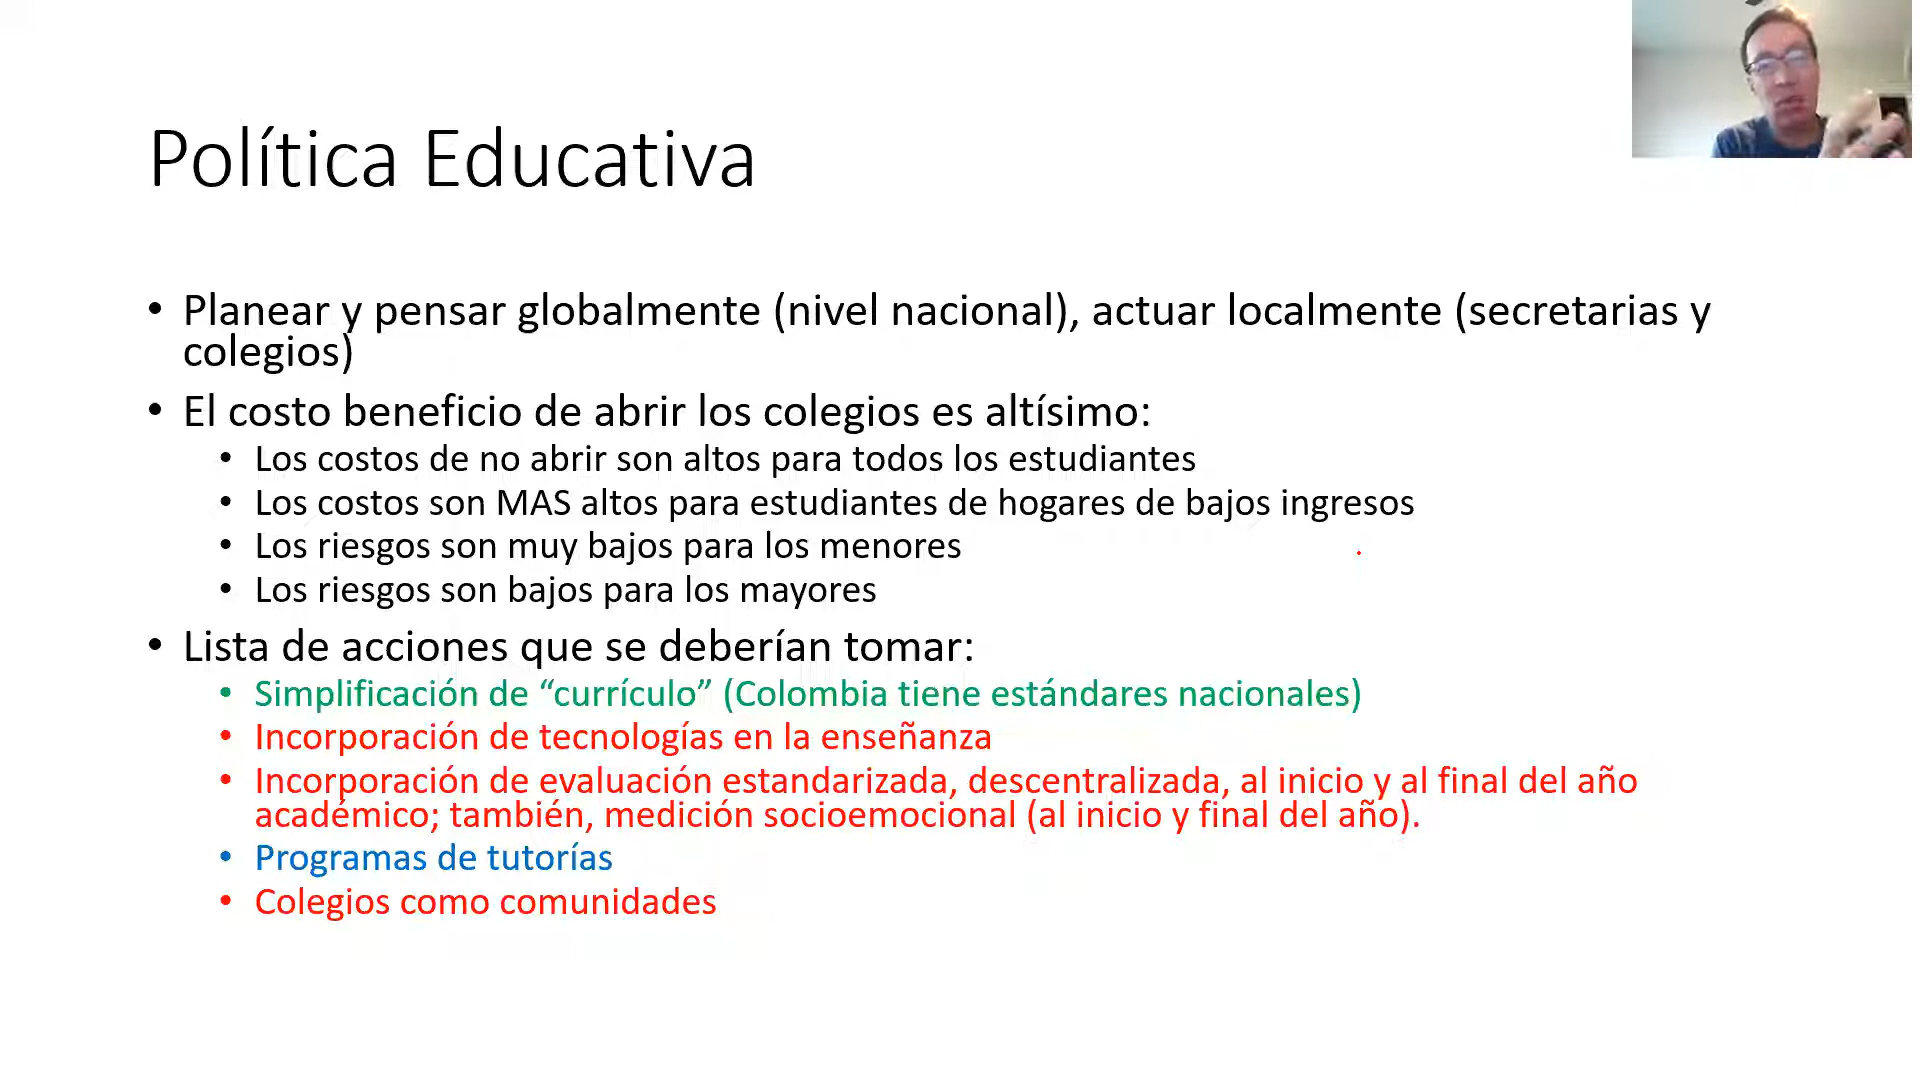 Política Educativa
• Planear y pensar globalmente (nivel nacional), actuar localmente (secretarias y
colegios)
• El costo beneficio de abrir los colegios es altísimo:
• Los costos de no abrir son altos para todos los estudiantes
• Los costos son MAS altos para estudiantes de hogares de bajos ingresos
• Los riesgos son muy bajos para los menores
• Los riesgos son bajos para los mayores
• Lista de acciones que se deberían tomar:
• Simplificación de “currículo” (Colombia tiene estándares nacionales)
• Incorporación de tecnologías en la enseñanza
• Incorporación de evaluación estandarizada, descentralizada, al inicio y al final del año
académico; también, medición socioemocional (al inicio y final del año).
• Programas de tutorías
• Colegios como comunidades